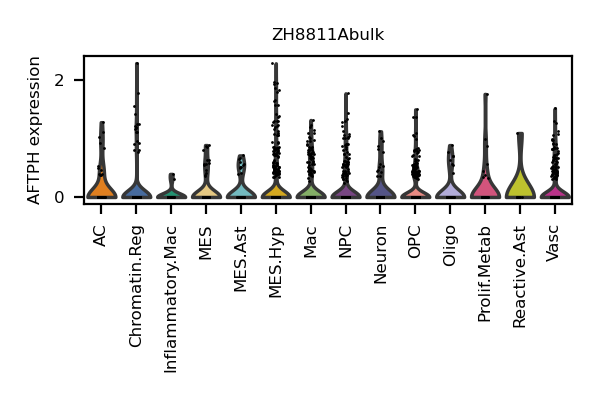 ZH8811Abulk
AFTPH expression
2
0
AC
Chromatin.Reg
Inflammatory.Mac
MES
MES.Ast
MES.Hyp
Mac
NPC
Neuron
OPC
Oligo
Prolif.Metab
Reactive.Ast
Vasc